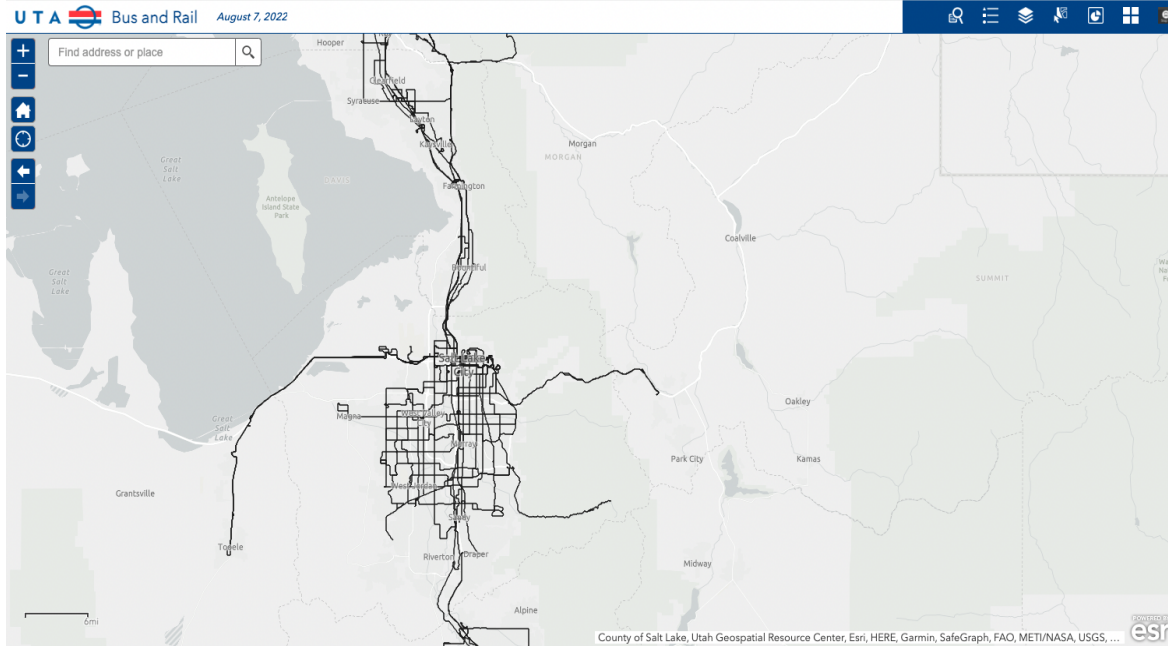 UTA Bus and Rail August 7, 2022
Find address or place
Hooper
Clearfield
Syracuse
Layton
Kaysville
Morgan
MORGAN
Great
Salt
Lake
DAVIS
Farmington
Antelope
Island State
Park
Coalville
Bountiful
Great
Salt
Lake
SUMMIT
Salt Lake
City
Oakley
Magna
West Valley
City
Great
Salt
Lake
Murray
Park City
Kamas
West Jordan
Grantsville
Sandy
Tooele
Riverton
Draper
Midway
Alpine
6mi
POWERED BY
esri
County of Salt Lake, Utah Geospatial Resource Center, Esri, HERE, Garmin, SafeGraph, FAO, METI/NASA, USGS, ...